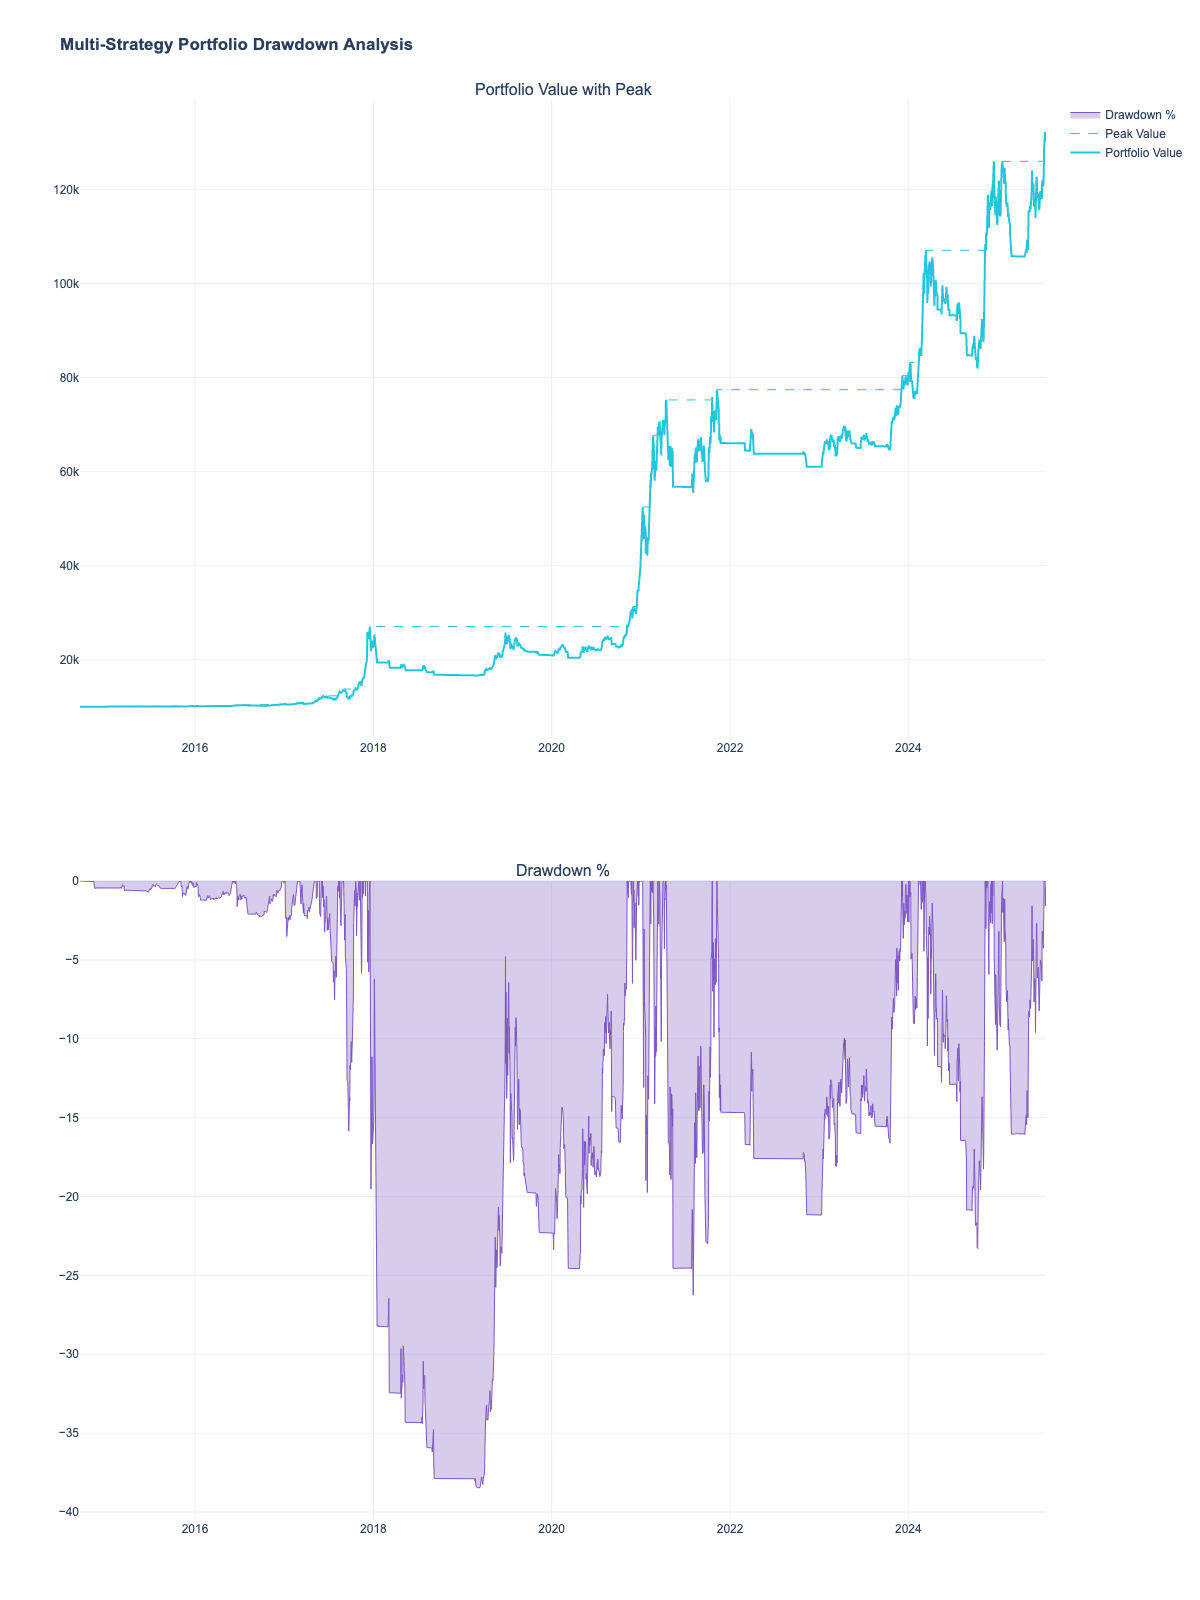 Multi-Strategy Portfolio Drawdown Analysis
Portfolio Value with Peak
Drawdown %
Peak Value
Portfolio Value
120k
100k
80k
60k
40k
20k
2016 2018 2020 2022 2024
Drawdown %
0
−5
−10
−15
−20
−25
−30
−35
−40
2016 2018 2020 2022 2024